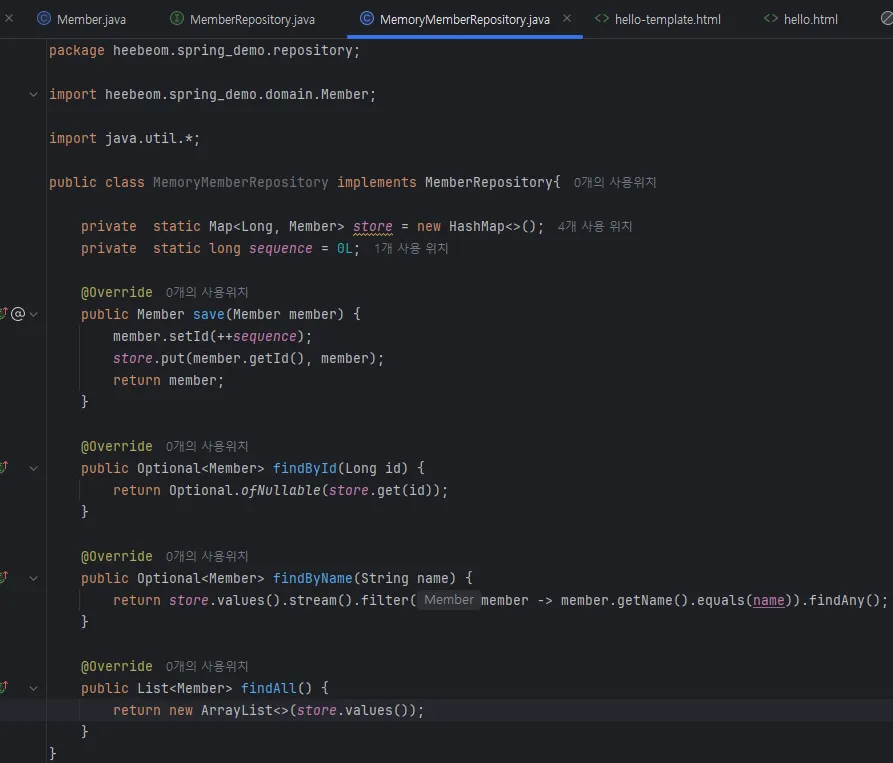 Member.java MemberRepository.java MemoryMemberRepository.java hello-template.html hello.html
package heebeom.spring_demo.repository;
import heebeom.spring_demo.domain.Member;
import java.util.*;
public class MemoryMemberRepository implements MemberRepository{ 0개의 사용위치
private static Map<Long, Member> store = new HashMap<>(); 4개 사용 위치
private static long sequence = 0L; 1개 사용 위치
@Override 0개의 사용위치
public Member save(Member member) {
member.setId(++sequence);
store.put(member.getId(), member);
return member;
}
@Override 0개의 사용위치
public Optional<Member> findById(Long id) {
return Optional.ofNullable(store.get(id));
}
@Override 0개의 사용위치
public Optional<Member> findByName(String name) {
return store.values().stream().filter( Member member -> member.getName().equals(name)).findAny();
}
@Override 0개의 사용위치
public List<Member> findAll() {
return new ArrayList<>(store.values());
}
}